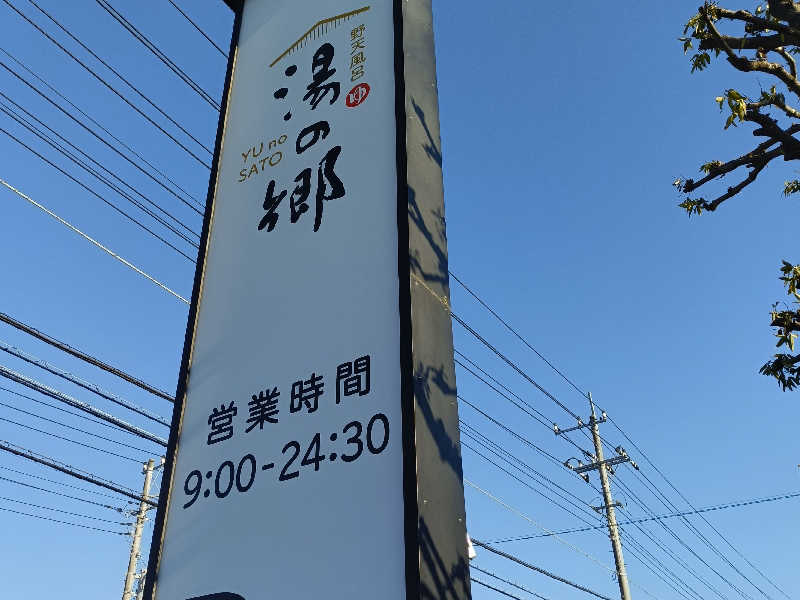 野天風呂
湯の郷
ゆ
YU no
SATO
営業時間
9:00-24:30